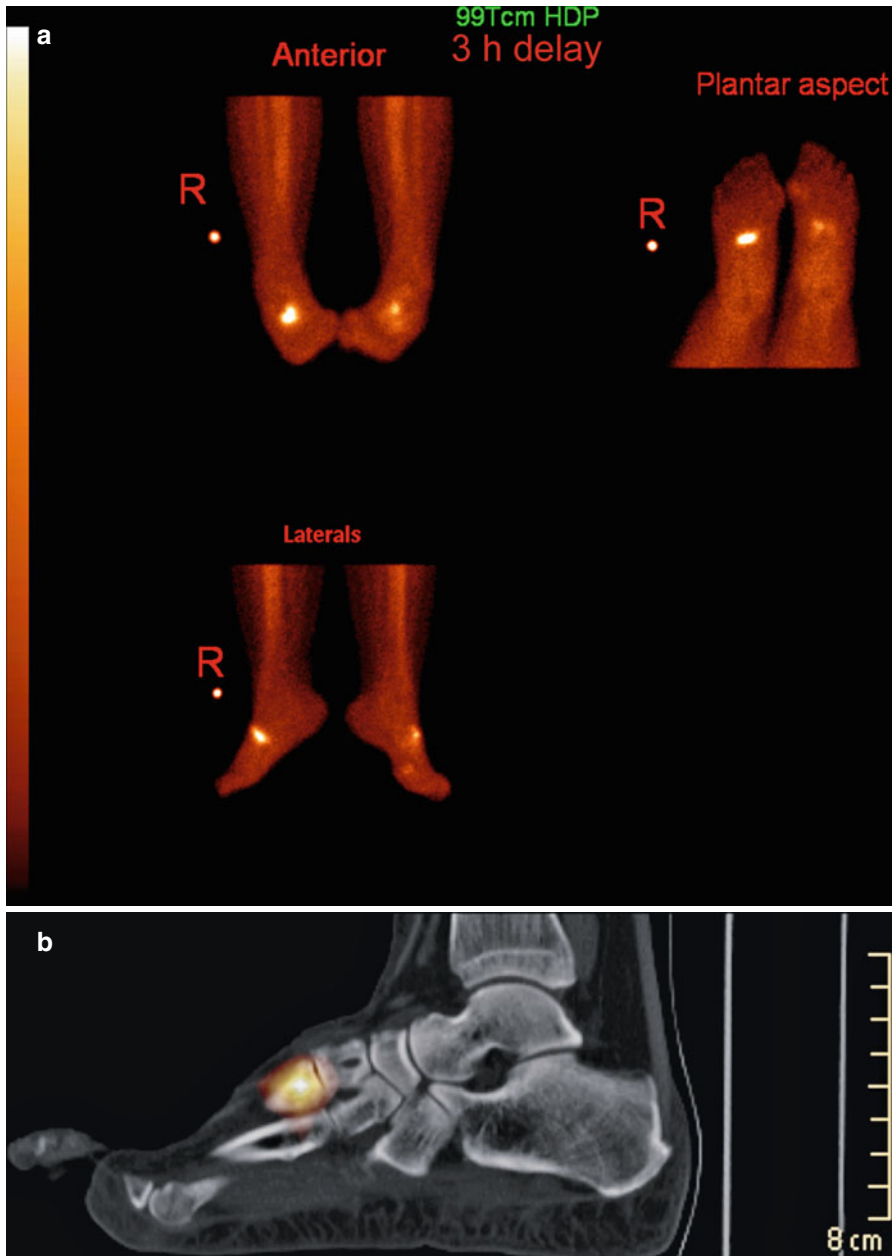 a
99Tcm HDP
Anterior
3 h delay
Plantar aspect
R
R
Laterals
R
b
8 cm